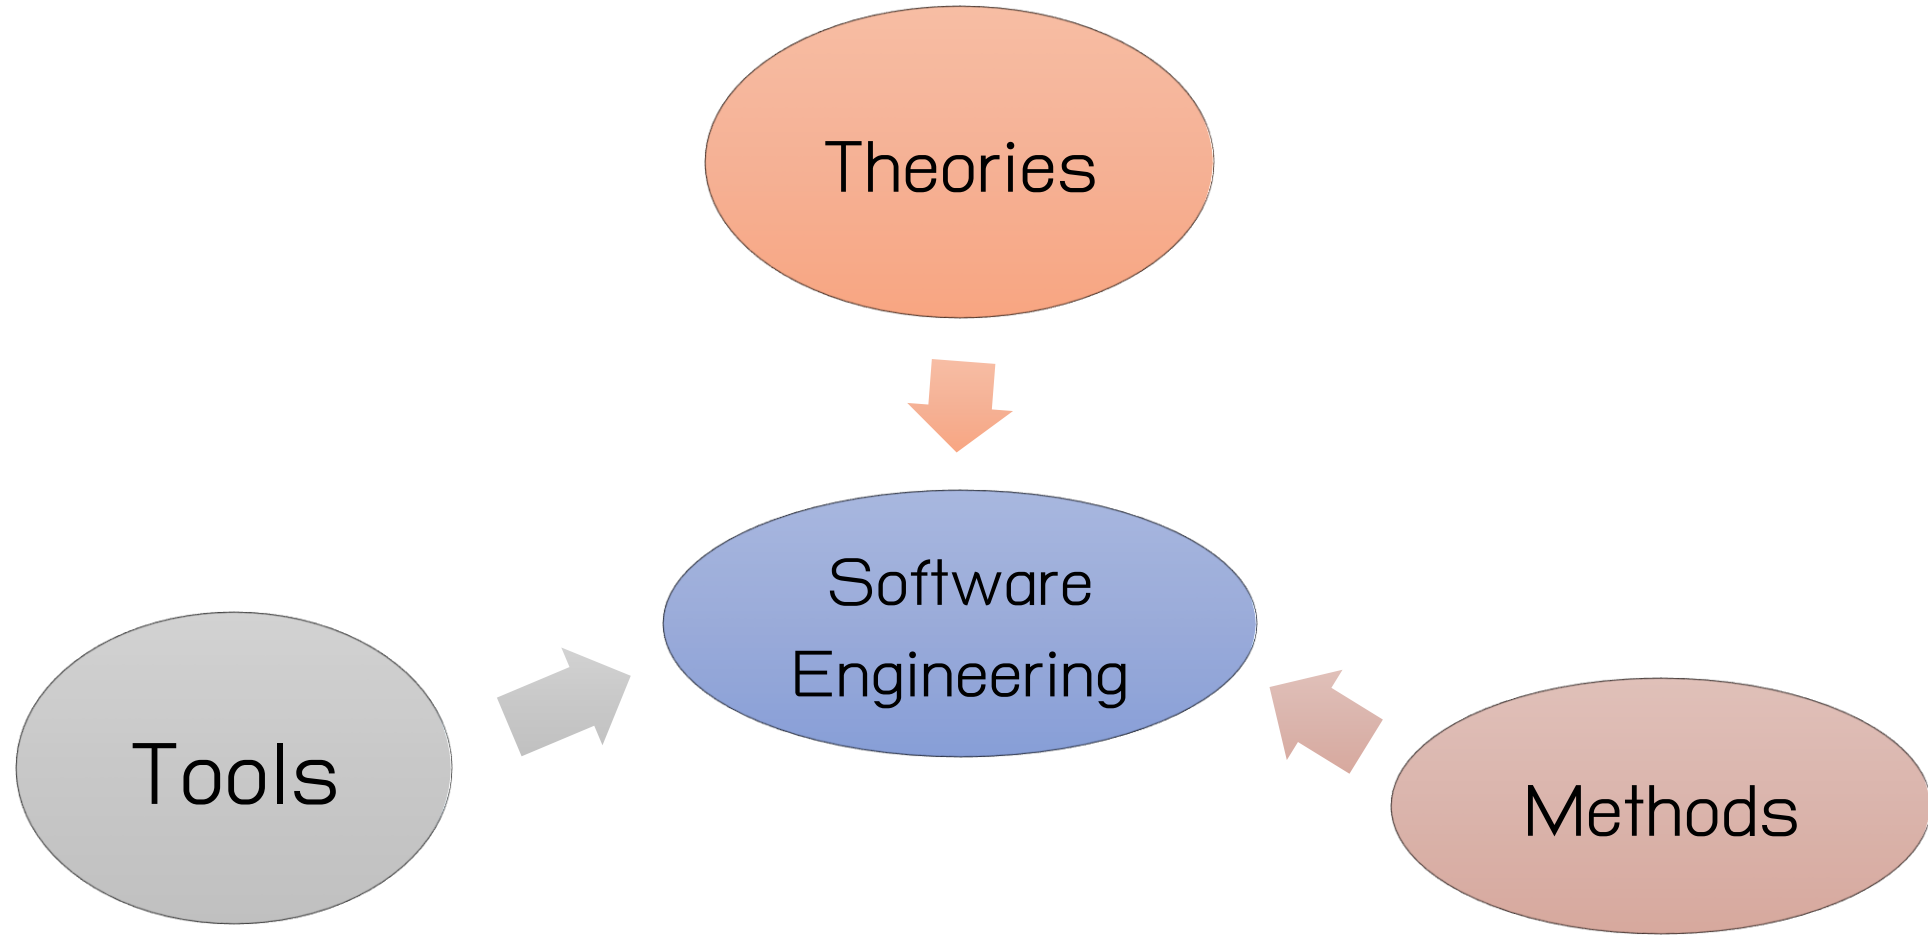 Theories
Software
Engineering
Tools
Methods